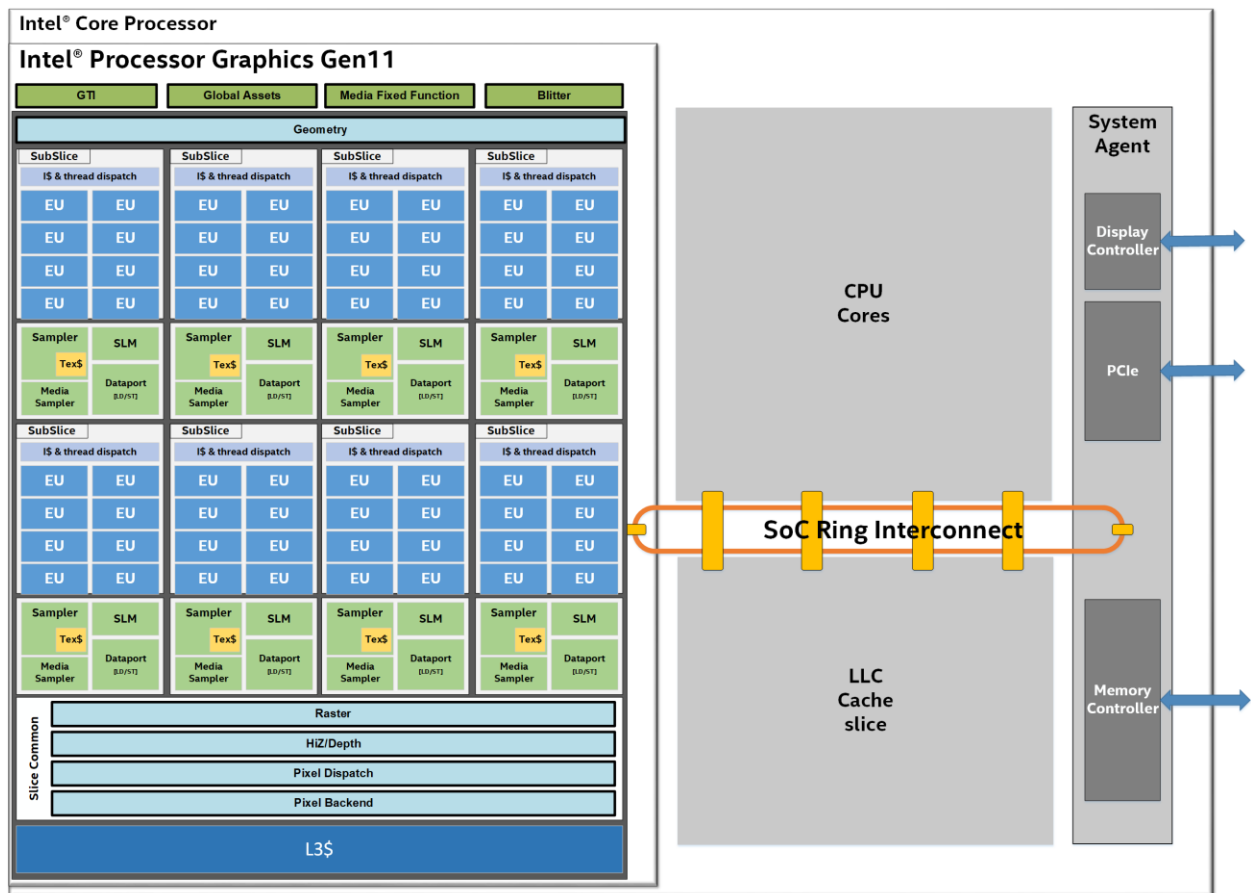 Intel® Core Processor
Intel® Processor Graphics Gen11
GTI
Global Assets
Media Fixed Function
Blitter
Geometry
SubSlice
SubSlice
SubSlice
SubSlice
I$ & thread dispatch
I$ & thread dispatch
I$ & thread dispatch
I$ & thread dispatch
EU EU EU EU EU EU EU EU
EU EU EU EU EU EU EU EU
EU EU EU EU EU EU EU EU
EU EU EU EU EU EU EU EU
Sampler SLM Sampler SLM Sampler SLM Sampler SLM
Tex$ Tex$ Tex$ Tex$
Media Sampler Dataport [LD/ST] Media Sampler Dataport [LD/ST] Media Sampler Dataport [LD/ST] Media Sampler Dataport [LD/ST]
SubSlice
SubSlice
SubSlice
SubSlice
I$ & thread dispatch
I$ & thread dispatch
I$ & thread dispatch
I$ & thread dispatch
EU EU EU EU EU EU EU EU
EU EU EU EU EU EU EU EU
EU EU EU EU EU EU EU EU
EU EU EU EU EU EU EU EU
Sampler SLM Sampler SLM Sampler SLM Sampler SLM
Tex$ Tex$ Tex$ Tex$
Media Sampler Dataport [LD/ST] Media Sampler Dataport [LD/ST] Media Sampler Dataport [LD/ST] Media Sampler Dataport [LD/ST]
Slice Common
Raster
HiZ/Depth
Pixel Dispatch
Pixel Backend
L3$
CPU
Cores
SoC Ring Interconnect
LLC
Cache
slice
System
Agent
Display
Controller
PCIe
Memory
Controller